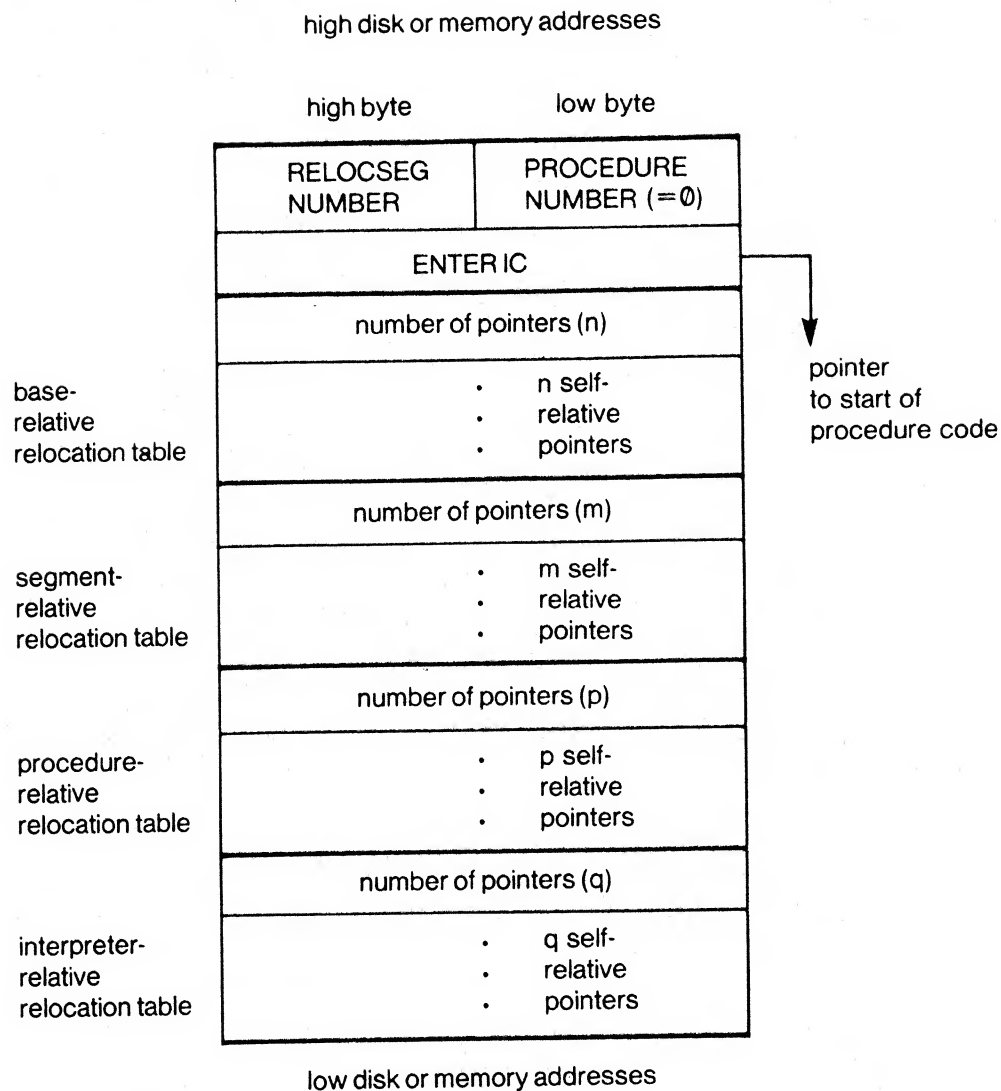 high disk or memory addresses
high byte
low byte
RELOCSEG
NUMBER
PROCEDURE
NUMBER (=0)
ENTER IC
pointer
to start of
procedure code
number of pointers (n)
base-
relative
relocation table
. n self-
. relative
. pointers
number of pointers (m)
segment-
relative
relocation table
. m self-
. relative
. pointers
number of pointers (p)
procedure-
relative
relocation table
. p self-
. relative
. pointers
number of pointers (q)
interpreter-
relative
relocation table
. q self-
. relative
. pointers
low disk or memory addresses